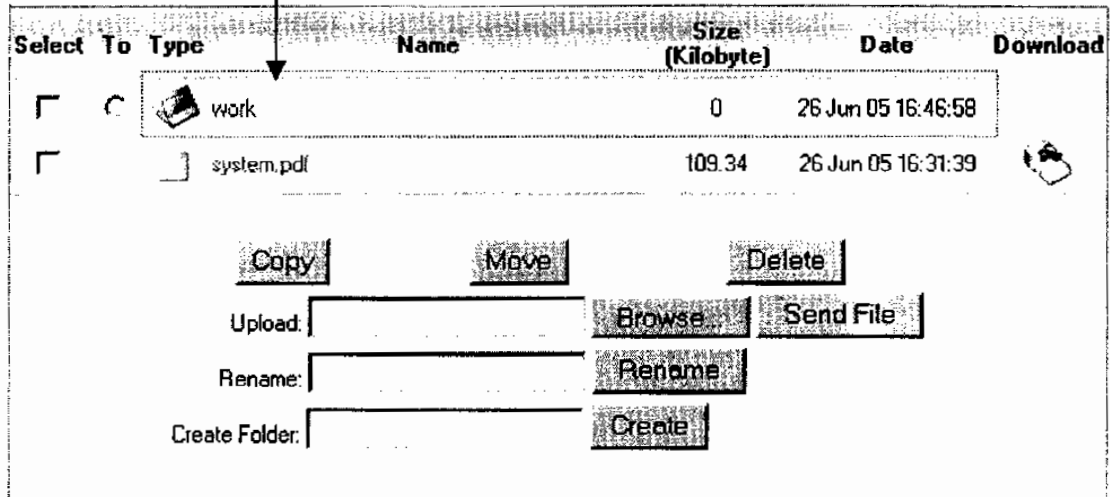 Select To Type Name Size (Kilobyte) Date Download
work 0 26 Jun 05 16:46:58
system.pdf 109.34 26 Jun 05 16:31:39
Copy Move Delete
Upload: Browse... Send File
Rename: Rename
Create Folder: Create